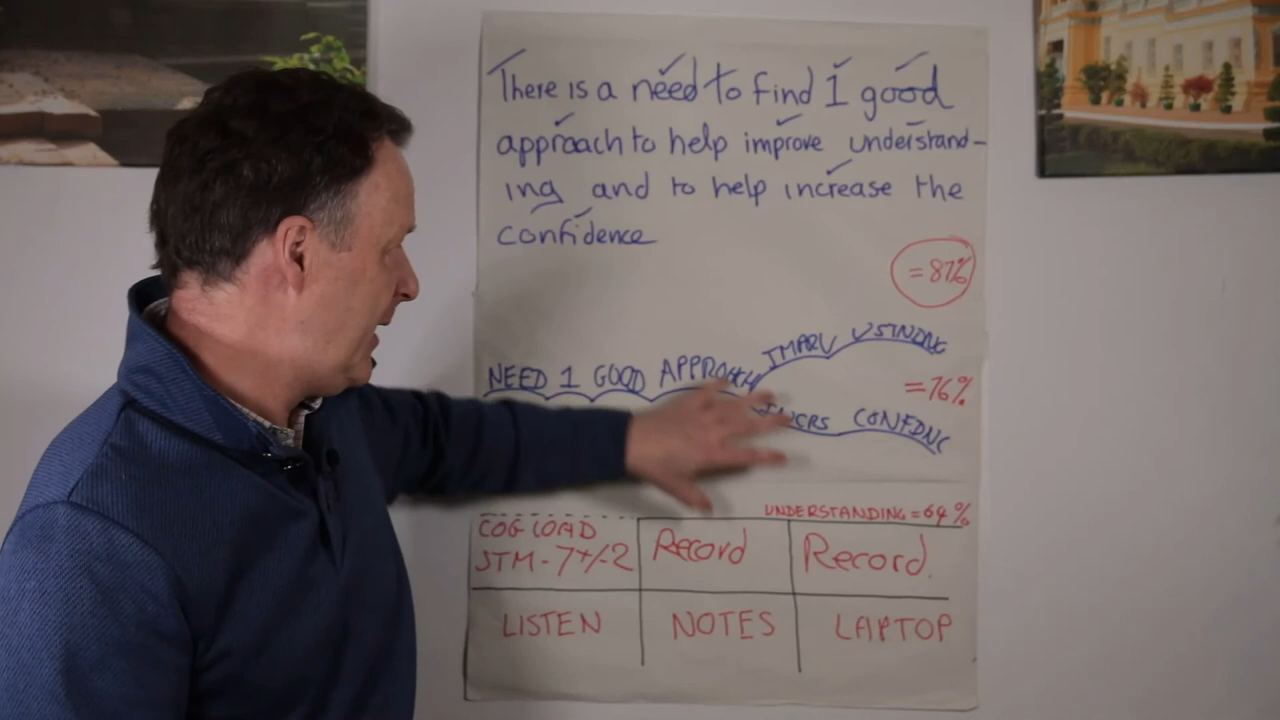 There is a need to find 1 good
approach to help improve understand-
ing and to help increase the
confidence
= 87%
IMPRV USTNDNG
NEED 1 GOOD APPROACH
= 76%
INCRS CONFDNC
UNDERSTANDING = 64%
COG LOAD
STM - 7+/-2
Record
Record.
LISTEN
NOTES
LAPTOP